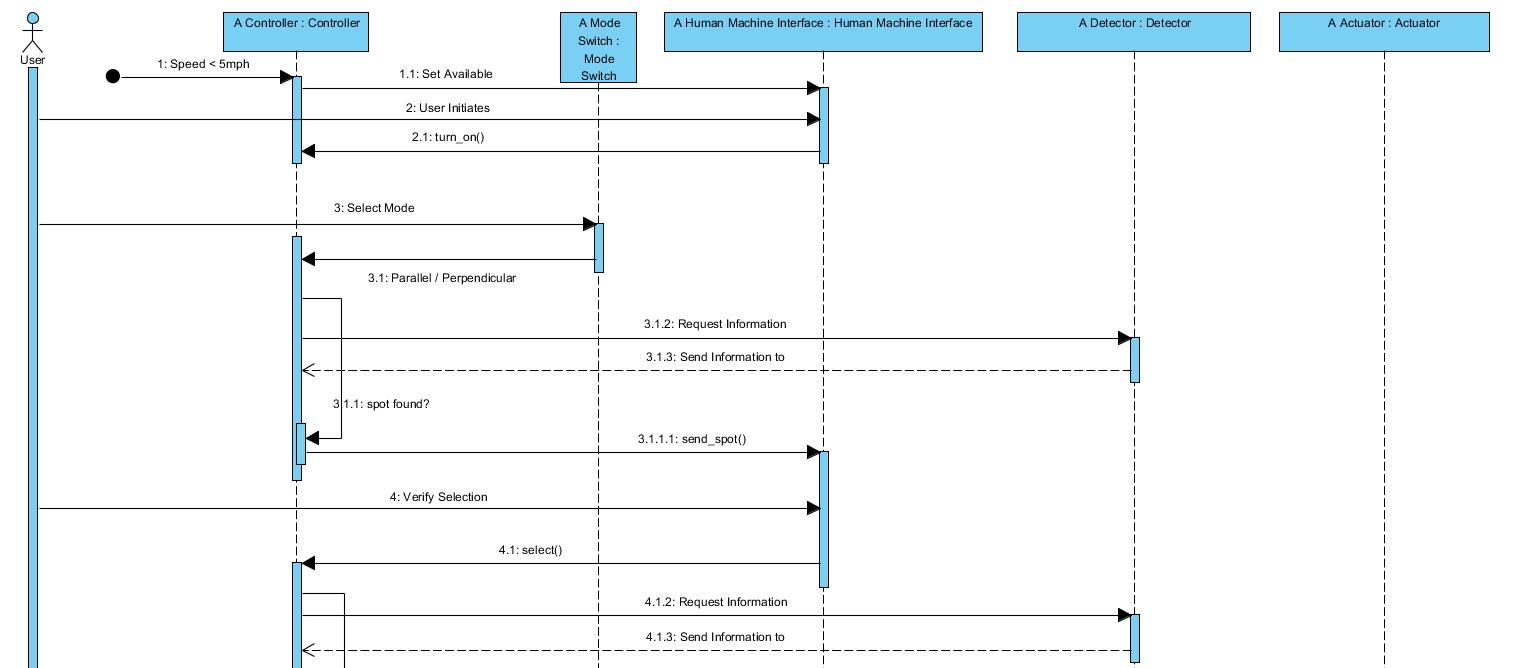 A Controller : Controller
A Mode
Switch :
Mode
Switch
A Human Machine Interface : Human Machine Interface
A Detector : Detector
A Actuator : Actuator
User
1: Speed < 5mph
1.1: Set Available
2: User Initiates
2.1: turn_on()
3: Select Mode
3.1: Parallel / Perpendicular
3.1.2: Request Information
3.1.3: Send Information to
3.1.1: spot found?
3.1.1.1: send_spot()
4: Verify Selection
4.1: select()
4.1.2: Request Information
4.1.3: Send Information to